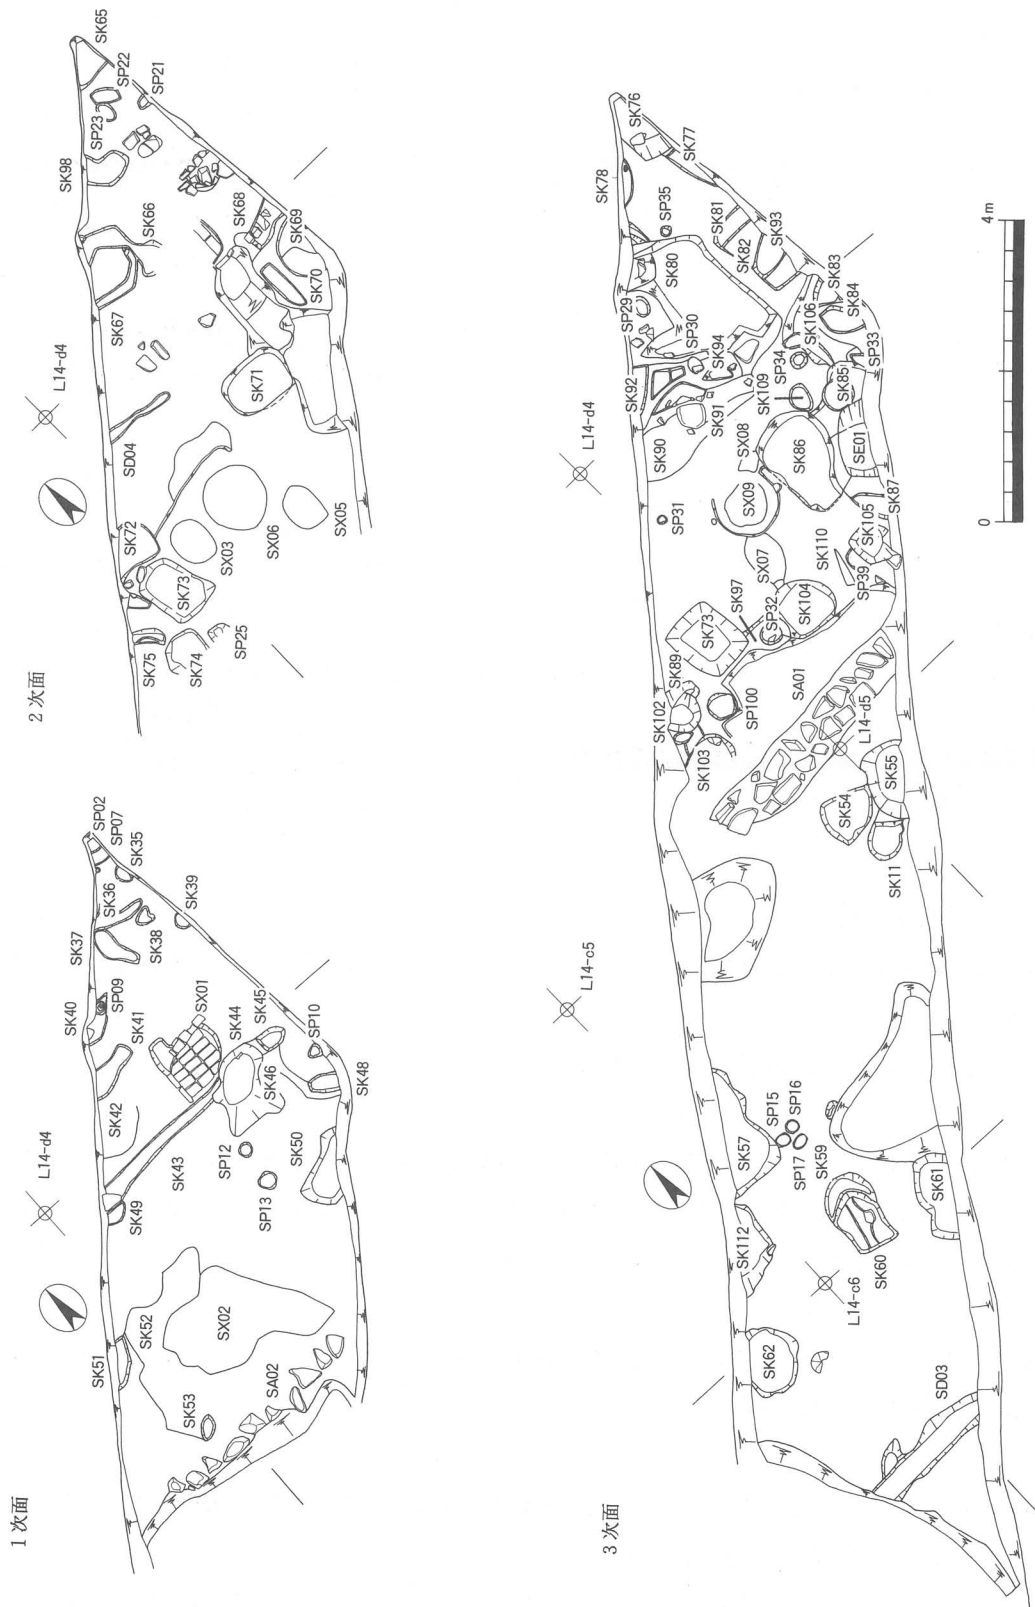 1 次面
L14-d4
SK51
SK52
SX02
SK53
SA02
SK49
SK43
SK42
SK41
SK40
SP09
SK37
SK36
SK38
SP02
SP07
SK35
SK39
SX01
SK44
SK45
SK46
SP10
SK48
SK50
SP12
SP13
2 次面
L14-d4
SK65
SP22
SP21
SP23
SK98
SK66
SK67
SK68
SK69
SK70
SK71
SD04
SK72
SX03
SX06
SX05
SK73
SK75
SK74
SP25
3 次面
L14-d4
L14-c5
L14-d5
L14-c6
SK76
SK77
SK78
SP35
SK81
SK82
SK93
SK80
SP29
SP30
SK83
SK84
SK106
SK94
SP34
SP33
SK92
SK91
SK109
SK85
SK90
SX08
SK86
SE01
SX09
SP31
SK87
SK105
SK110
SP39
SX07
SK97
SP32
SK104
SK73
SK89
SK102
SP100
SK103
SA01
SK54
SK55
SK11
SK57
SP15
SP16
SP17
SK59
SK60
SK61
SK112
SK62
SD03
0
4 m